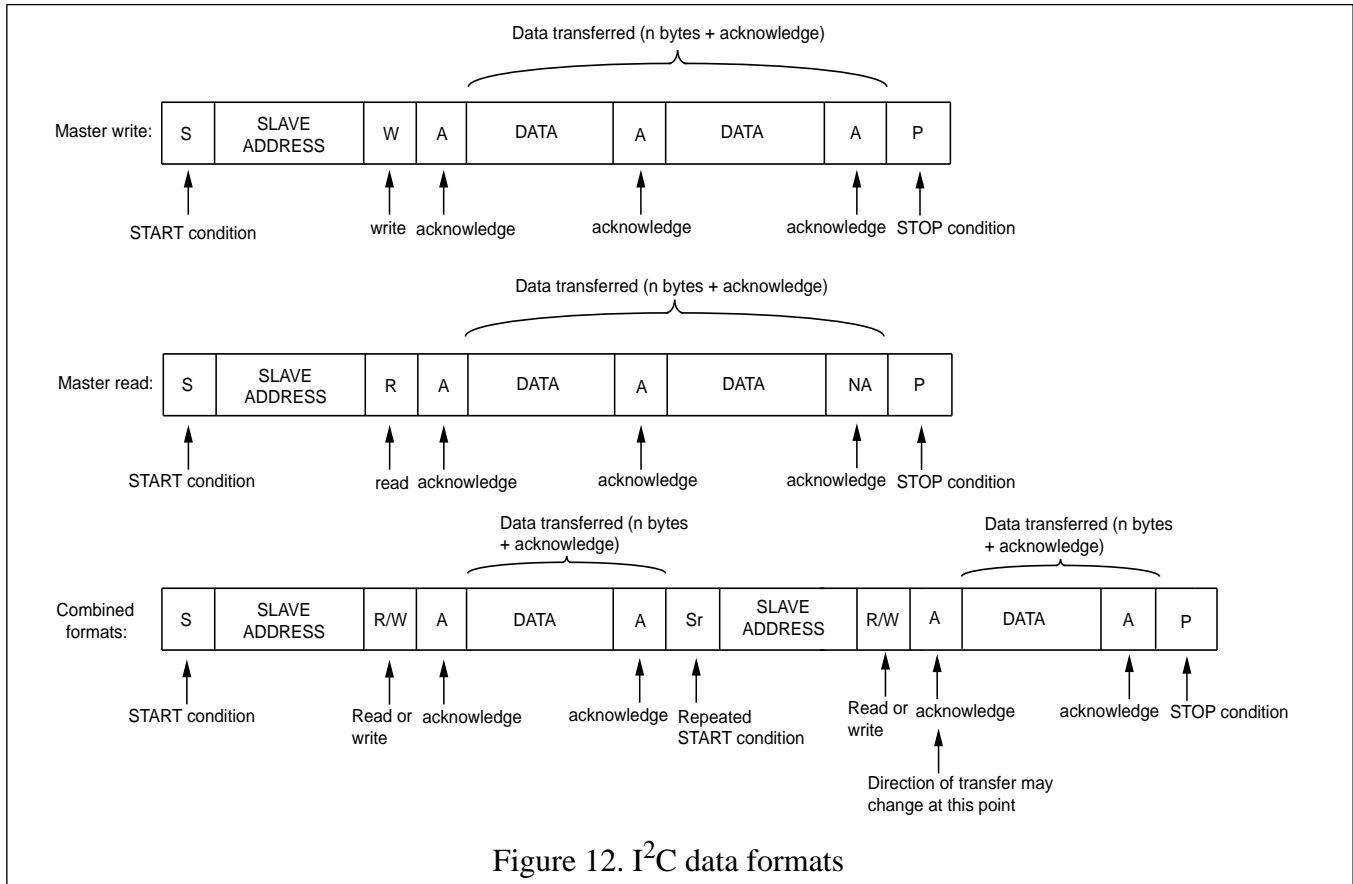 Data transferred (n bytes + acknowledge)
Master write: S SLAVE ADDRESS W A DATA A DATA A P
START condition write acknowledge acknowledge acknowledge STOP condition
Data transferred (n bytes + acknowledge)
Master read: S SLAVE ADDRESS R A DATA A DATA NA P
START condition read acknowledge acknowledge acknowledge STOP condition
Data transferred (n bytes
+ acknowledge)
Data transferred (n bytes
+ acknowledge)
Combined formats: S SLAVE ADDRESS R/W A DATA A Sr SLAVE ADDRESS R/W A DATA A P
START condition
Read or
write
acknowledge
acknowledge
Repeated
START condition
Read or
write
acknowledge
acknowledge
STOP condition
Direction of transfer may
change at this point
Figure 12. I²C data formats